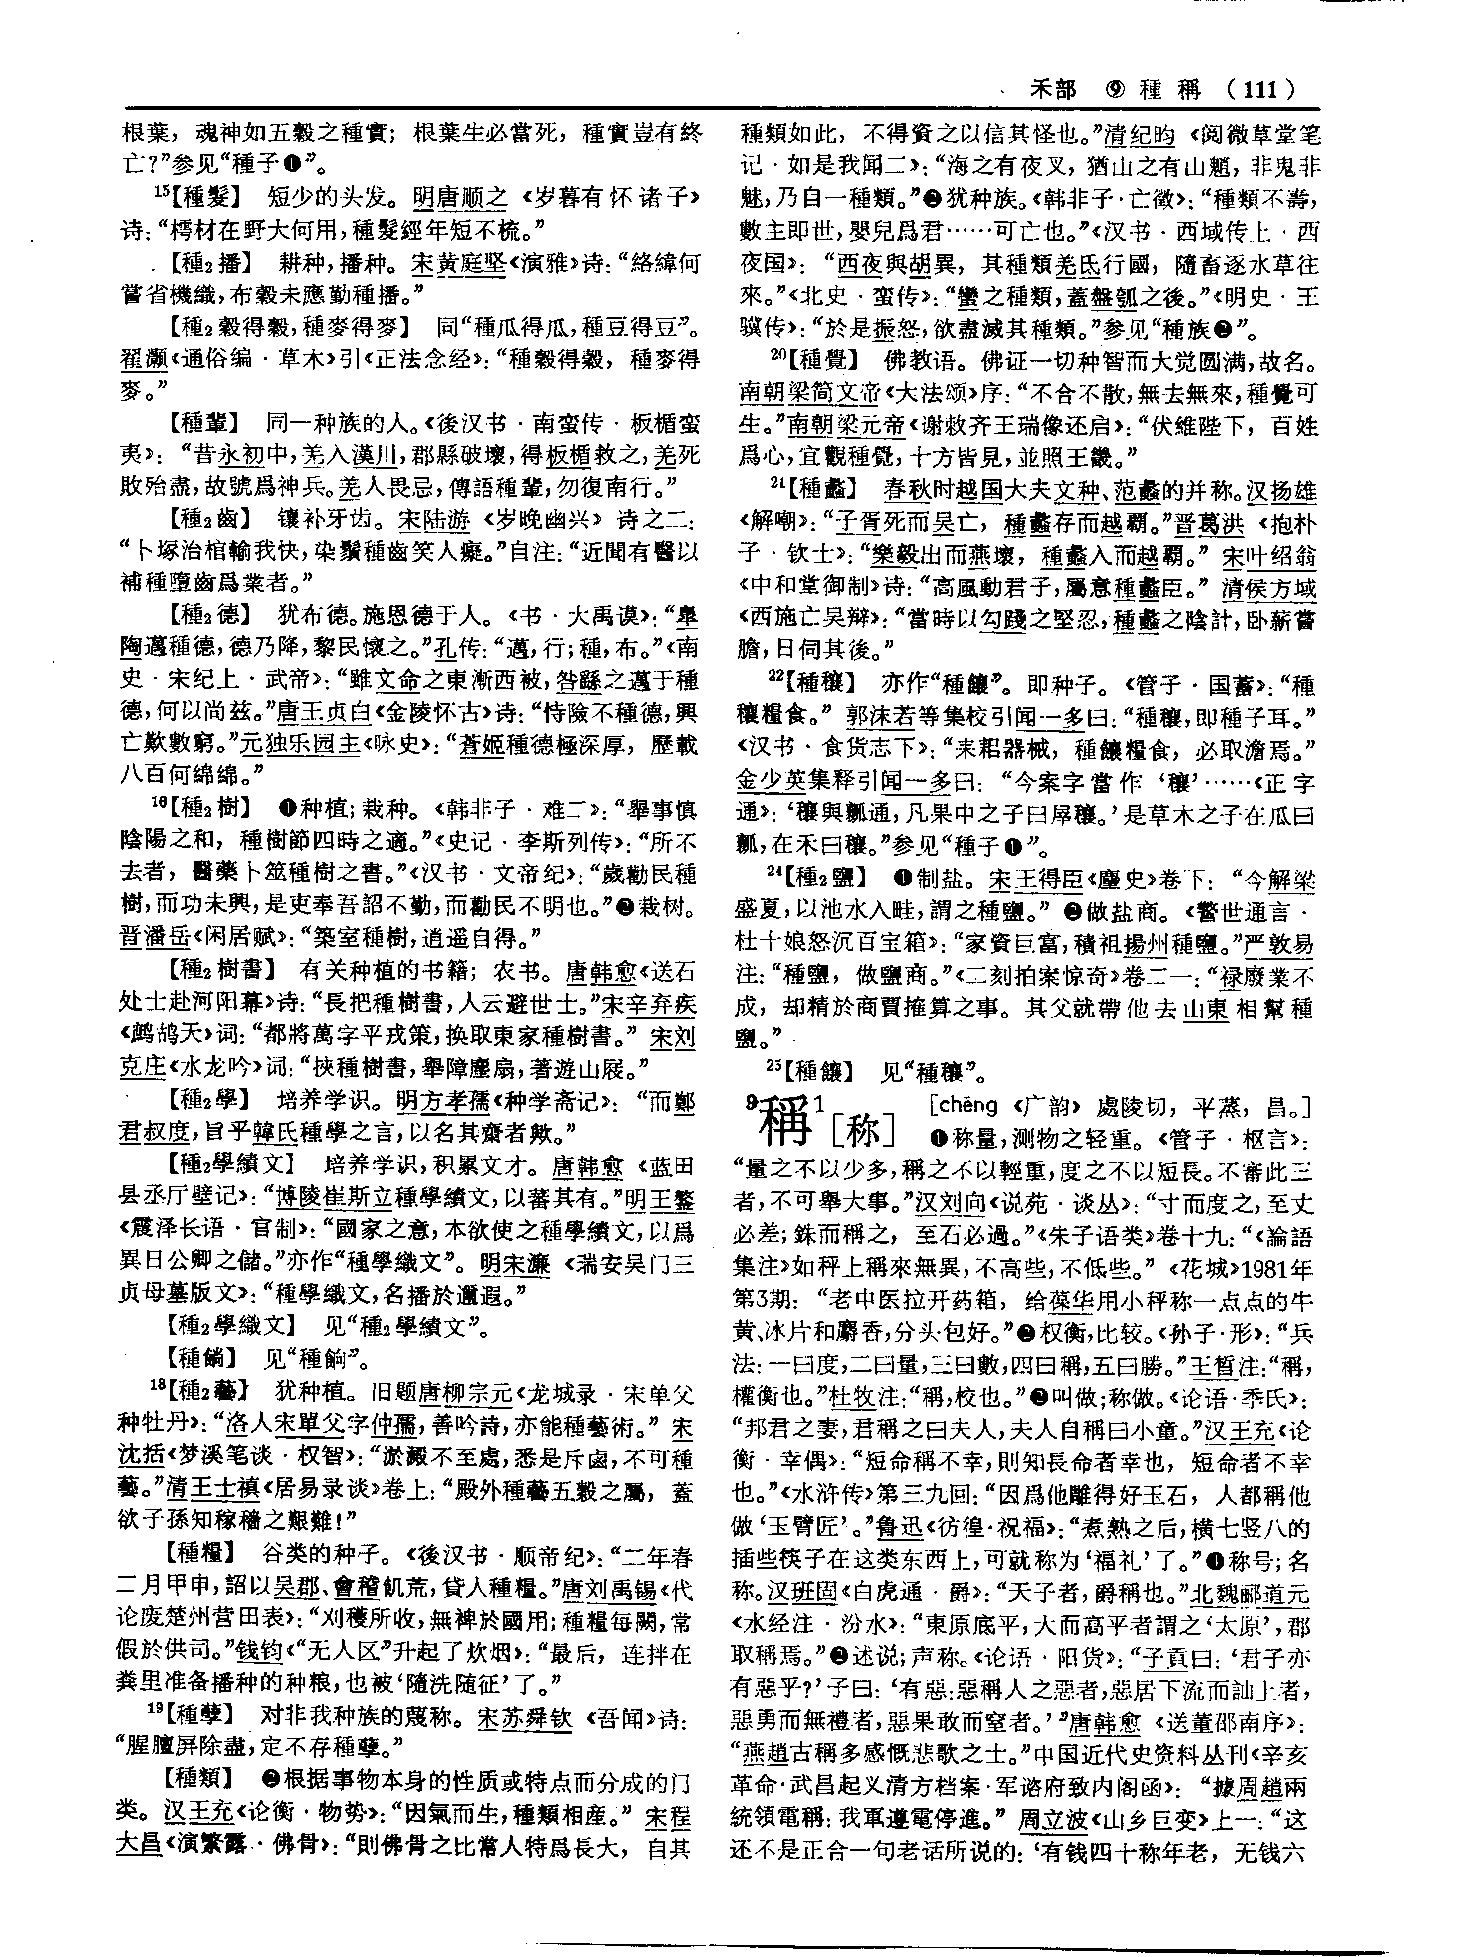 禾部 ⑨ 種 稱 （111）
根葉，魂神如五穀之種實；根葉生必當死，種實豈有終
亡？”参见“種子❶”。
15【種髮】 短少的头发。明唐顺之《岁暮有怀诸子》
诗：“樗材在野大何用，種髮經年短不梳。”
【種₂播】 耕种，播种。宋黄庭坚《演雅》诗：“絡緯何
嘗省機織，布穀未應勤種播。”
【種₂穀得穀，種麥得麥】 同“種瓜得瓜，種豆得豆”。
翟灏《通俗编·草木》引《正法念经》：“種穀得穀，種麥得
麥。”
【種輩】 同一种族的人。《後汉书·南蛮传·板楯蛮
夷》：“昔永初中，羌入漢川，郡縣破壞，得板楯救之，羌死
敗殆盡，故號爲神兵。羌人畏忌，傳語種輩，勿復南行。”
【種₂齒】 镶补牙齿。宋陆游《岁晚幽兴》诗之二：
“卜塚治棺輸我快，染鬚種齒笑人癡。”自注：“近聞有醫以
補種墮齒爲業者。”
【種₂德】 犹布德。施恩德于人。《书·大禹谟》：“臯
陶邁種德，德乃降，黎民懷之。”孔传：“邁，行；種，布。”《南
史·宋纪上·武帝》：“雖文命之東漸西被，咎繇之邁于種
德，何以尚兹。”唐王贞白《金陵怀古》诗：“恃險不種德，興
亡歎數窮。”元独乐园主《咏史》：“蒼姬種德極深厚，歷載
八百何綿綿。”
16【種₂樹】 ❶种植；栽种。《韩非子·难二》：“舉事慎
陰陽之和，種樹節四時之適。”《史记·李斯列传》：“所不
去者，醫藥卜筮種樹之書。”《汉书·文帝纪》：“歲勸民種
樹，而功未興，是吏奉吾詔不勤，而勸民不明也。”❷栽树。
晋潘岳《闲居赋》：“築室種樹，逍遥自得。”
【種₂樹書】 有关种植的书籍；农书。唐韩愈《送石
处士赴河阳幕》诗：“長把種樹書，人云避世士。”宋辛弃疾
《鹧鸪天》词：“都將萬字平戎策，换取東家種樹書。”宋刘
克庄《水龙吟》词：“挾種樹書，舉障塵扇，著遊山屐。”
【種₂學】 培养学识。明方孝孺《种学斋记》：“而鄭
君叔度，旨乎韓氏種學之言，以名其齋者歟。”
【種₂學績文】 培养学识，积累文才。唐韩愈《蓝田
县丞厅壁记》：“博陵崔斯立種學績文，以蓄其有。”明王鏊
《震泽长语·官制》：“國家之意，本欲使之種學績文，以爲
異日公卿之儲。”亦作“種學織文”。明宋濂《瑞安吴门三
贞母墓版文》：“種學織文，名播於邇遐。”
【種₂學織文】 见“種₂學績文”。
【種餉】 见“種餉”。
18【種₂藝】 犹种植。旧题唐柳宗元《龙城录·宋单父
种牡丹》：“洛人宋單父字仲孺，善吟詩，亦能種藝術。”宋
沈括《梦溪笔谈·权智》：“淤澱不至處，悉是斥鹵，不可種
藝。”清王士禛《居易录谈》卷上：“殿外種藝五穀之屬，蓋
欲子孫知稼穡之艱難！”
【種糧】 谷类的种子。《後汉书·顺帝纪》：“二年春
二月甲申，詔以吴郡、會稽飢荒，貸人種糧。”唐刘禹锡《代
论废楚州营田表》：“刈穫所收，無裨於國用；種糧每闕，常
假於供司。”钱钧《“无人区”升起了炊烟》：“最后，连拌在
粪里准备播种的种粮，也被‘随洗随征’了。”
19【種孽】 对非我种族的蔑称。宋苏舜钦《吾闻》诗：
“腥膻屏除盡，定不存種孽。”
【種類】 ❷根据事物本身的性质或特点而分成的门
类。汉王充《论衡·物势》：“因氣而生，種類相産。”宋程
大昌《演繁露·佛骨》：“則佛骨之比常人特爲長大，自其
種類如此，不得資之以信其怪也。”清纪昀《阅微草堂笔
记·如是我闻二》：“海之有夜叉，猶山之有山魈，非鬼非
魅，乃自一種類。”❷犹种族。《韩非子·亡徵》：“種類不壽，
數主即世，嬰兒爲君……可亡也。”《汉书·西域传上·西
夜国》：“西夜與胡異，其種類羌氐行國，隨畜逐水草往
來。”《北史·蛮传》：“蠻之種類，蓋盤瓠之後。”《明史·王
骥传》：“於是振怒，欲盡滅其種類。”参见“種族❷”。
20【種覺】 佛教语。佛证一切种智而大觉圆满，故名。
南朝梁简文帝《大法颂》序：“不合不散，無去無來，種覺可
生。”南朝梁元帝《谢敕齐王瑞像还启》：“伏維陛下，百姓
爲心，宜觀種覺，十方皆見，並照王畿。”
21【種蠡】 春秋时越国大夫文种、范蠡的并称。汉扬雄
《解嘲》：“子胥死而吴亡，種蠡存而越霸。”晋葛洪《抱朴
子·钦士》：“樂毅出而燕壞，種蠡入而越霸。”宋叶绍翁
《中和堂御制》诗：“高風動君子，屬意種蠡臣。”清侯方域
《西施亡吴辩》：“當時以勾踐之堅忍，種蠡之陰計，卧薪嘗
膽，日伺其後。”
22【種穰】 亦作“種饟”。即种子。《管子·国蓄》：“種
穰糧食。”郭沫若等集校引闻一多曰：“種穰，即種子耳。”
《汉书·食货志下》：“耒耜器械，種饟糧食，必取澹焉。”
金少英集释引闻一多曰：“今案字當作‘穰’……《正字
通》：‘穰與瓤通，凡果中之子曰犀穰。’是草木之子在瓜曰
瓤，在禾曰穰。”参见“種子❶”。
24【種₂鹽】 ❶制盐。宋王得臣《麈史》卷下：“今解梁
盛夏，以池水入畦，謂之種鹽。”❷做盐商。《警世通言·
杜十娘怒沉百宝箱》：“家資巨富，積祖揚州種鹽。”严敦易
注：“種鹽，做鹽商。”《二刻拍案惊奇》卷二一：“禄廢業不
成，却精於商賈搉算之事。其父就帶他去山東相幫種
鹽。”
25【種饟】 见“種穰”。
9稱1［称］ ［chēng 《广韵》處陵切，平蒸，昌。］
❶称量，测物之轻重。《管子·枢言》：
“量之不以少多，稱之不以輕重，度之不以短長。不審此三
者，不可舉大事。”汉刘向《说苑·谈丛》：“寸而度之，至丈
必差；銖而稱之，至石必過。”《朱子语类》卷十九：“《論語
集注》如秤上稱來無異，不高些，不低些。”《花城》1981年
第3期：“老中医拉开药箱，给葆华用小秤称一点点的牛
黄、冰片和麝香，分头包好。”❷权衡，比较。《孙子·形》：“兵
法：一曰度，二曰量，三曰數，四曰稱，五曰勝。”王晳注：“稱，
權衡也。”杜牧注：“稱，校也。”❸叫做；称做。《论语·季氏》：
“邦君之妻，君稱之曰夫人，夫人自稱曰小童。”汉王充《论
衡·幸偶》：“短命稱不幸，則知長命者幸也，短命者不幸
也。”《水浒传》第三九回：“因爲他雕得好玉石，人都稱他
做‘玉臂匠’。”鲁迅《彷徨·祝福》：“煮熟之后，横七竖八的
插些筷子在这类东西上，可就称为‘福礼’了。”❹称号；名
称。汉班固《白虎通·爵》：“天子者，爵稱也。”北魏郦道元
《水经注·汾水》：“東原底平，大而高平者謂之‘太原’，郡
取稱焉。”❺述说；声称。《论语·阳货》：“子貢曰：‘君子亦
有惡乎？’子曰：‘有惡：惡稱人之惡者，惡居下流而訕上者，
惡勇而無禮者，惡果敢而窒者。’”唐韩愈《送董邵南序》：
“燕趙古稱多感慨悲歌之士。”中国近代史资料丛刊《辛亥
革命·武昌起义清方档案·军谘府致内阁函》：“據周趙兩
統領電稱：我軍遵電停進。”周立波《山乡巨变》上一：“这
还不是正合一句老话所说的：‘有钱四十称年老，无钱六